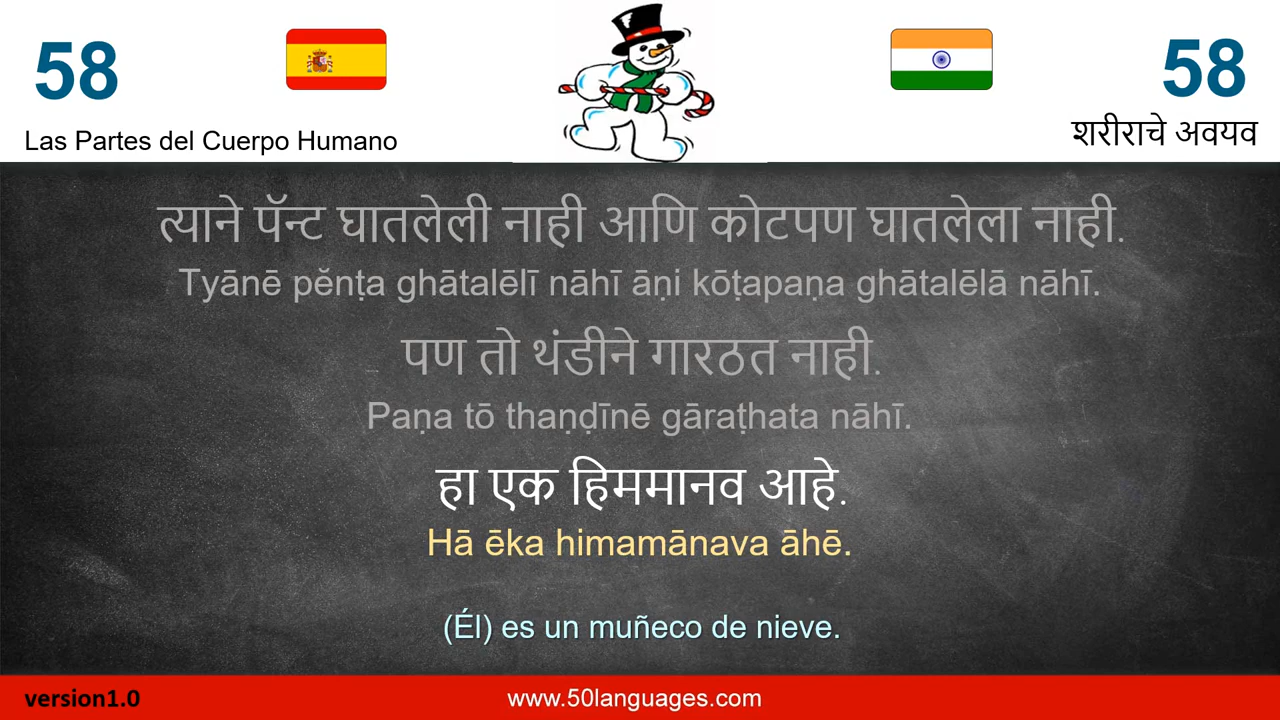 58
58
Las Partes del Cuerpo Humano
शरीराचे अवयव
त्याने पॅन्ट घातलेली नाही आणि कोटपण घातलेला नाही.
Tyānē pĕnṭa ghātalēlī nāhī āṇi kōṭapaṇa ghātalēlā nāhī.
पण तो थंडीने गारठत नाही.
Paṇa tō thaṇḍīnē gāraṭhata nāhī.
हा एक हिममानव आहे.
Hā ēka himamānava āhē.
(Él) es un muñeco de nieve.
version1.0
www.50languages.com